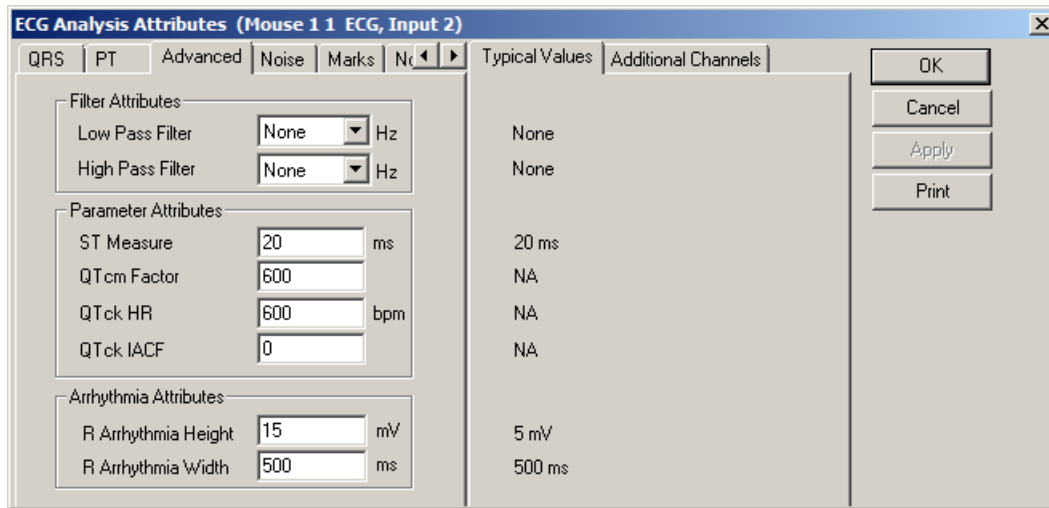 ECG Analysis Attributes (Mouse 1 1 ECG, Input 2)
QRS PT Advanced Noise Marks Typical Values Additional Channels
OK
Cancel
Apply
Print
Filter Attributes
Low Pass Filter None Hz None
High Pass Filter None Hz None
Parameter Attributes
ST Measure 20 ms 20 ms
QTcm Factor 600 NA
QTck HR 600 bpm NA
QTck IACF 0 NA
Arrhythmia Attributes
R Arrhythmia Height 15 mV 5 mV
R Arrhythmia Width 500 ms 500 ms